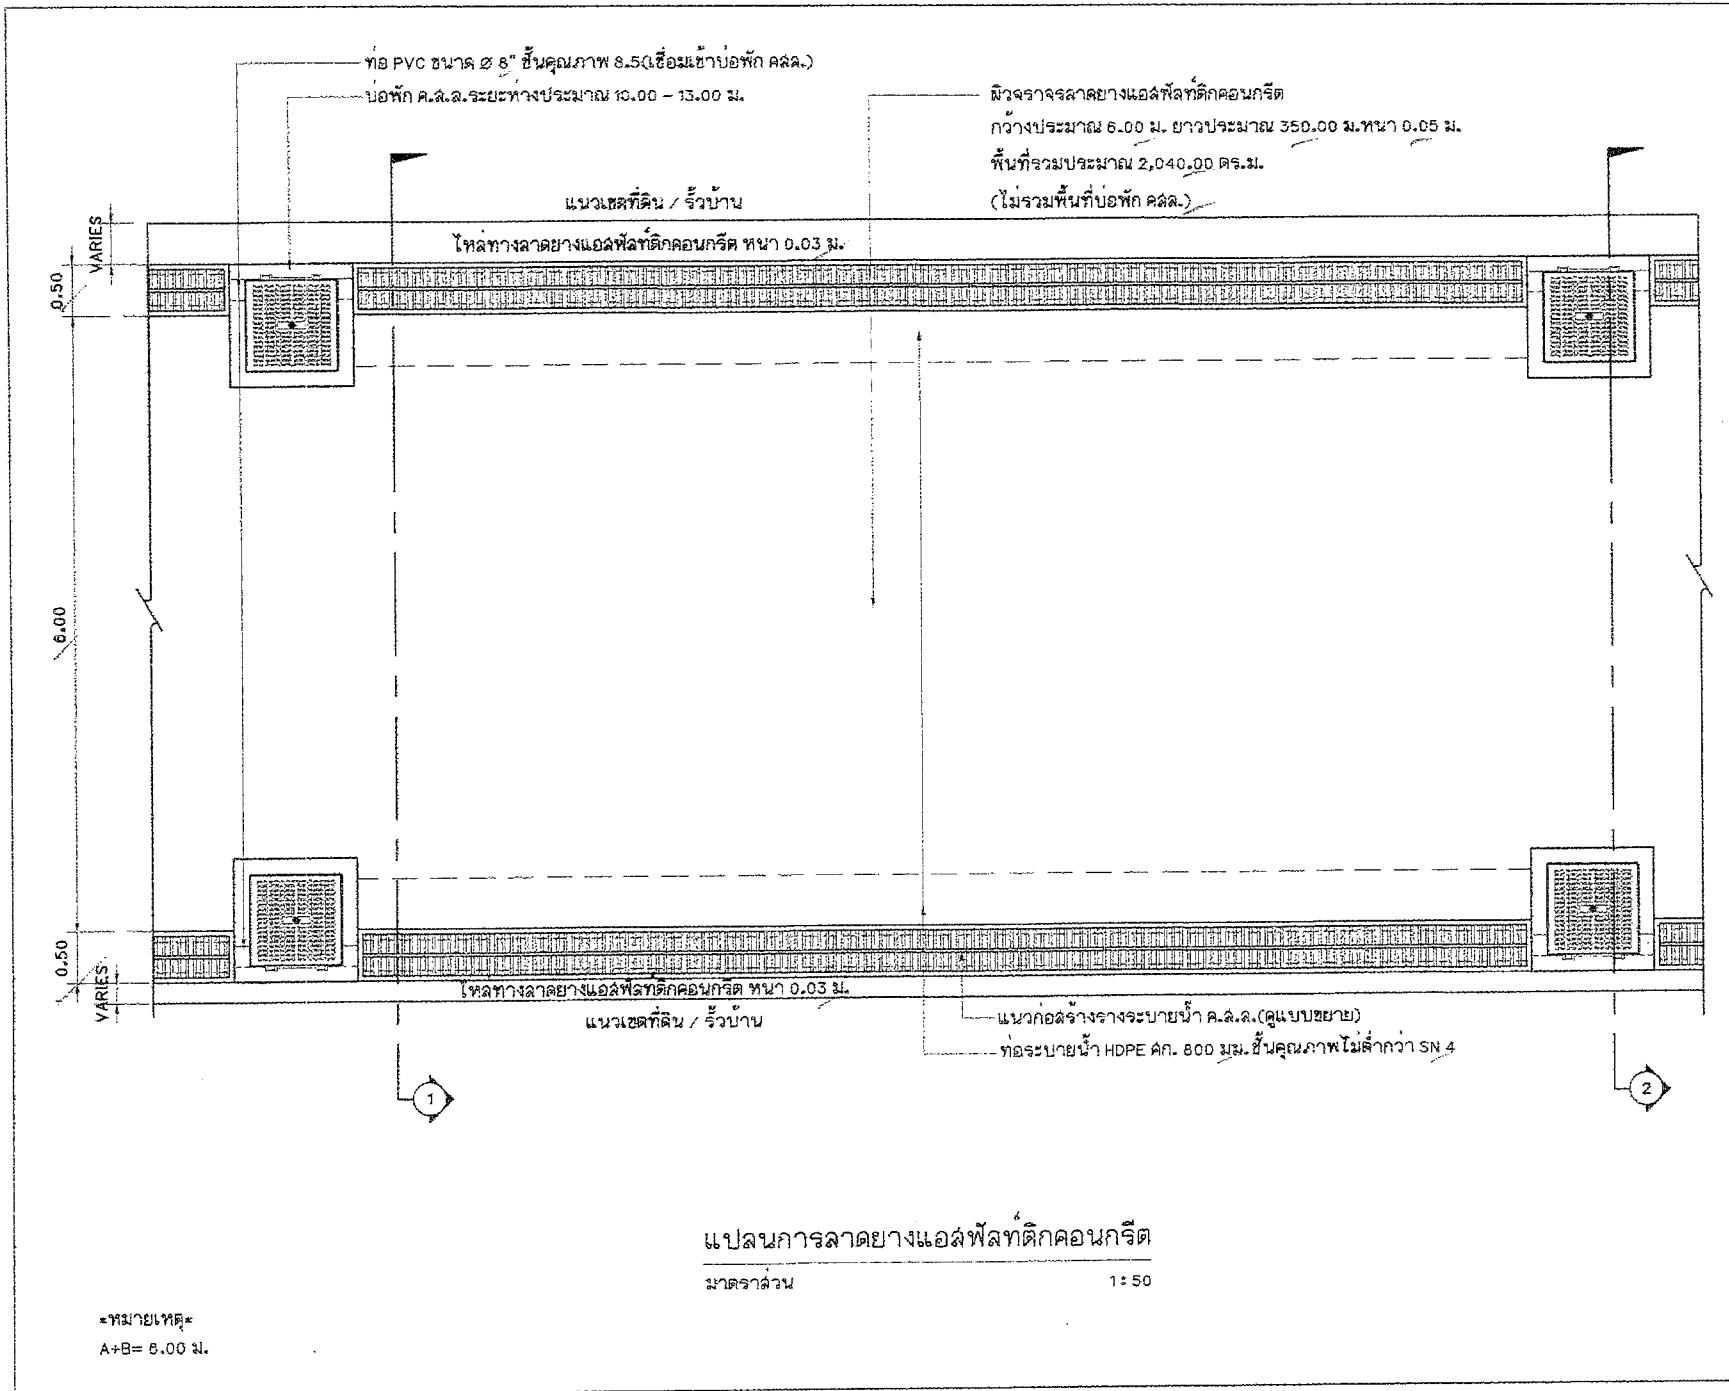 ท่อ PVC ขนาด Ø 8" ชั้นคุณภาพ 8.5(เชื่อมเข้าบ่อพัก คสล.)
บ่อพัก ค.ส.ล.ระยะห่างประมาณ 10.00 - 13.00 ม.
ผิวจราจรลาดยางแอสฟัลท์ติกคอนกรีต
กว้างประมาณ 6.00 ม. ยาวประมาณ 350.00 ม.หนา 0.05 ม.
พื้นที่รวมประมาณ 2,040.00 ตร.ม.
(ไม่รวมพื้นที่บ่อพัก คสล.)
แนวเขตที่ดิน / รั้วบ้าน
VARIES
ไหล่ทางลาดยางแอสฟัลท์ติกคอนกรีต หนา 0.03 ม.
0.50
6.00
0.50
VARIES
ไหล่ทางลาดยางแอสฟัลท์ติกคอนกรีต หนา 0.03 ม.
แนวเขตที่ดิน / รั้วบ้าน
แนวก่อสร้างรางระบายน้ำ ค.ส.ล.(ดูแบบขยาย)
ท่อระบายน้ำ HDPE ศก. 800 มม. ชั้นคุณภาพไม่ต่ำกว่า SN 4
1
2
แปลนการลาดยางแอสฟัลท์ติกคอนกรีต
มาตราส่วน 1:50
*หมายเหตุ*
A+B= 6.00 ม.